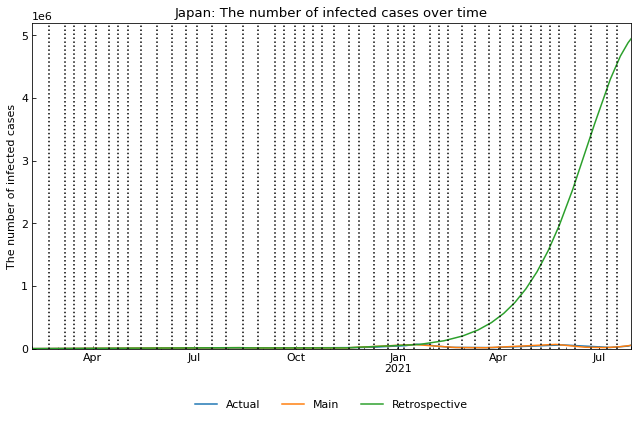 Japan: The number of infected cases over time
1e6
5
4
3
2
1
0
The number of infected cases
Apr Jul Oct Jan Apr Jul
2021
Actual Main Retrospective